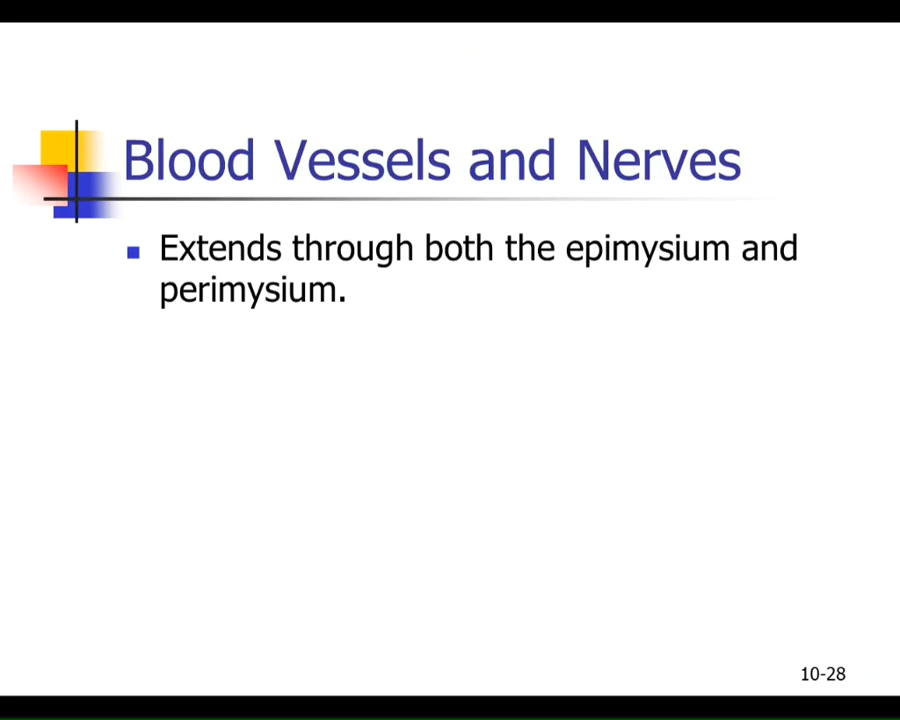 Blood Vessels and Nerves
Extends through both the epimysium and
perimysium.
10-28